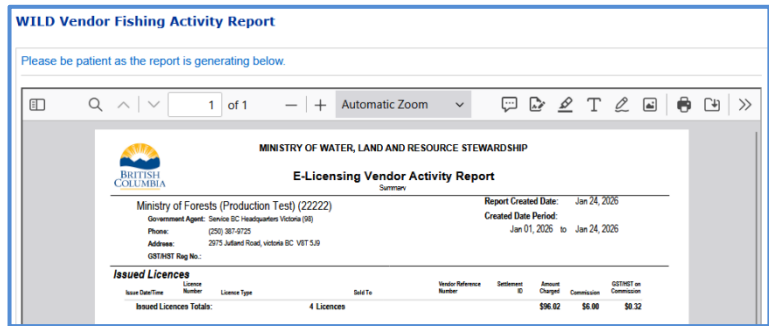 WILD Vendor Fishing Activity Report
Please be patient as the report is generating below.
1 of 1 Automatic Zoom
MINISTRY OF WATER, LAND AND RESOURCE STEWARDSHIP
BRITISH
COLUMBIA
E-Licensing Vendor Activity Report
Summary
Ministry of Forests (Production Test) (22222)
Report Created Date: Jan 24, 2026
Government Agent: Service BC Headquarters Victoria (98)
Created Date Period:
Phone: (250) 387-9725
Jan 01, 2026 to Jan 24, 2026
Address: 2975 Jutland Road, victoria BC V8T 5J9
GST/HST Reg No.:
Issued Licences
Issue Date/Time Licence Number Licence Type Sold To Vendor Reference Number Settlement ID Amount Charged Commission GST/HST on Commission
Issued Licences Totals: 4 Licences $96.02 $6.00 $0.32